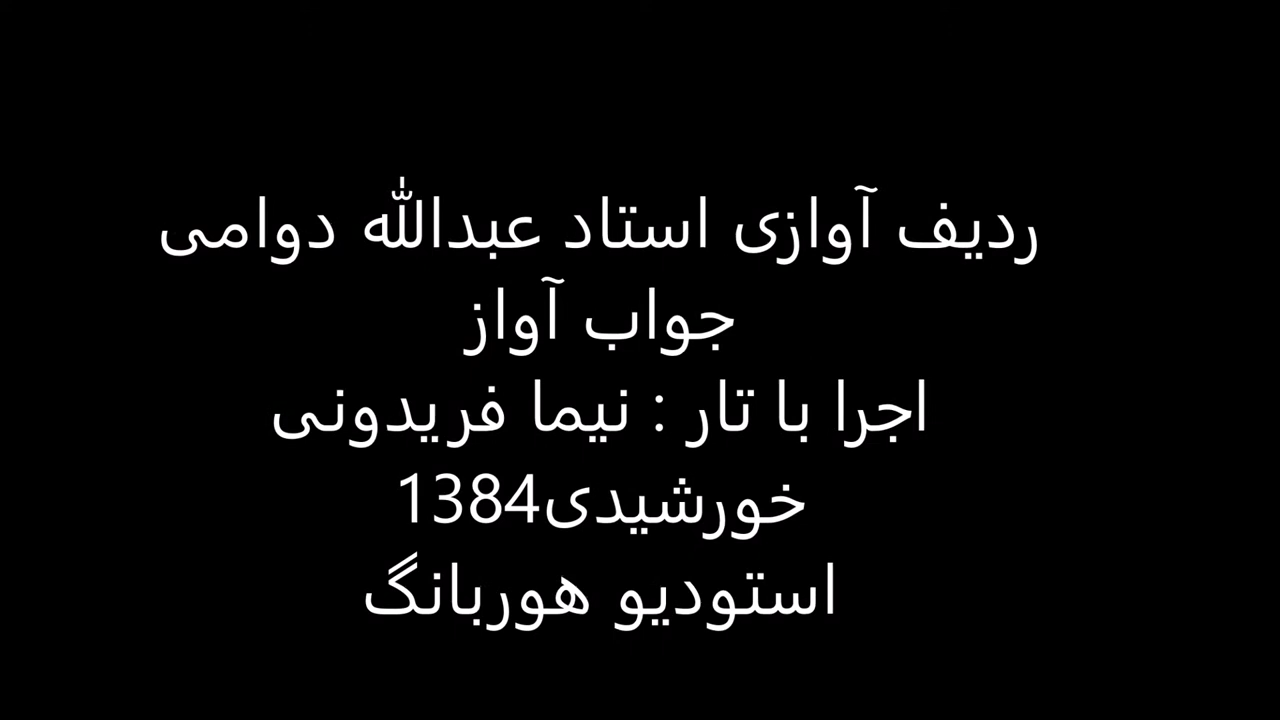 ردیف آوازی استاد عبدالله دوامی
جواب آواز
اجرا با تار : نیما فریدونی
خورشیدی1384
استودیو هوربانگ